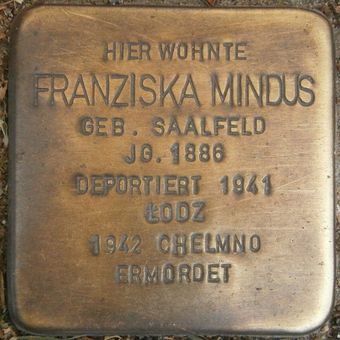 HIER WOHNTE
FRANZISKA MINDUS
GEB. SAALFELD
JG. 1886
DEPORTIERT 1941
ŁODZ
1942 CHELMNO
ERMORDET